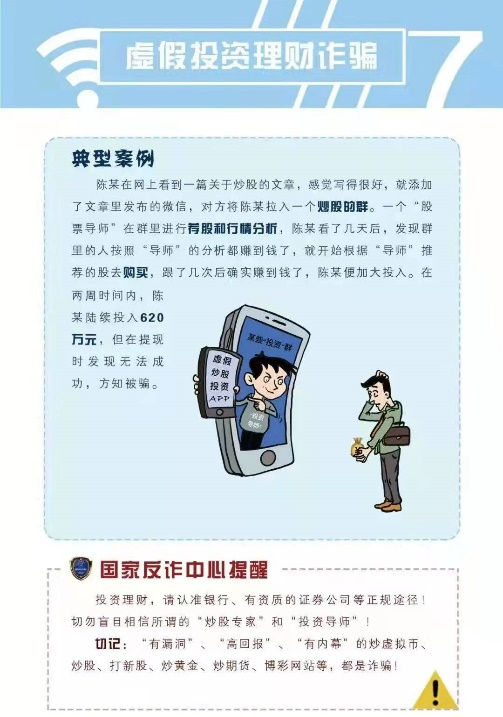 虚假投资理财诈骗
7
典型案例
陈某在网上看到一篇关于炒股的文章，感觉写得很好，就添加
了文章里发布的微信，对方将陈某拉入一个炒股的群。一个“股
票导师”在群里进行荐股和行情分析，陈某看了几天后，发现群
里的人按照“导师”的分析都赚到钱了，就开始根据“导师”推
荐的股去购买，跟了几次后确实赚到钱了，陈某便加大投入。在
两周时间内，陈
某陆续投入620
万元，但在提现
时发现无法成
功，方知被骗。
某些“投资”群
虚假
炒股
投资
APP
“投资
导师”
国家反诈中心提醒
投资理财，请认准银行、有资质的证券公司等正规途径！
切勿盲目相信所谓的“炒股专家”和“投资导师”！
切记：“有漏洞”、“高回报”、“有内幕”的炒虚拟币、
炒股、打新股、炒黄金、炒期货、博彩网站等，都是诈骗！